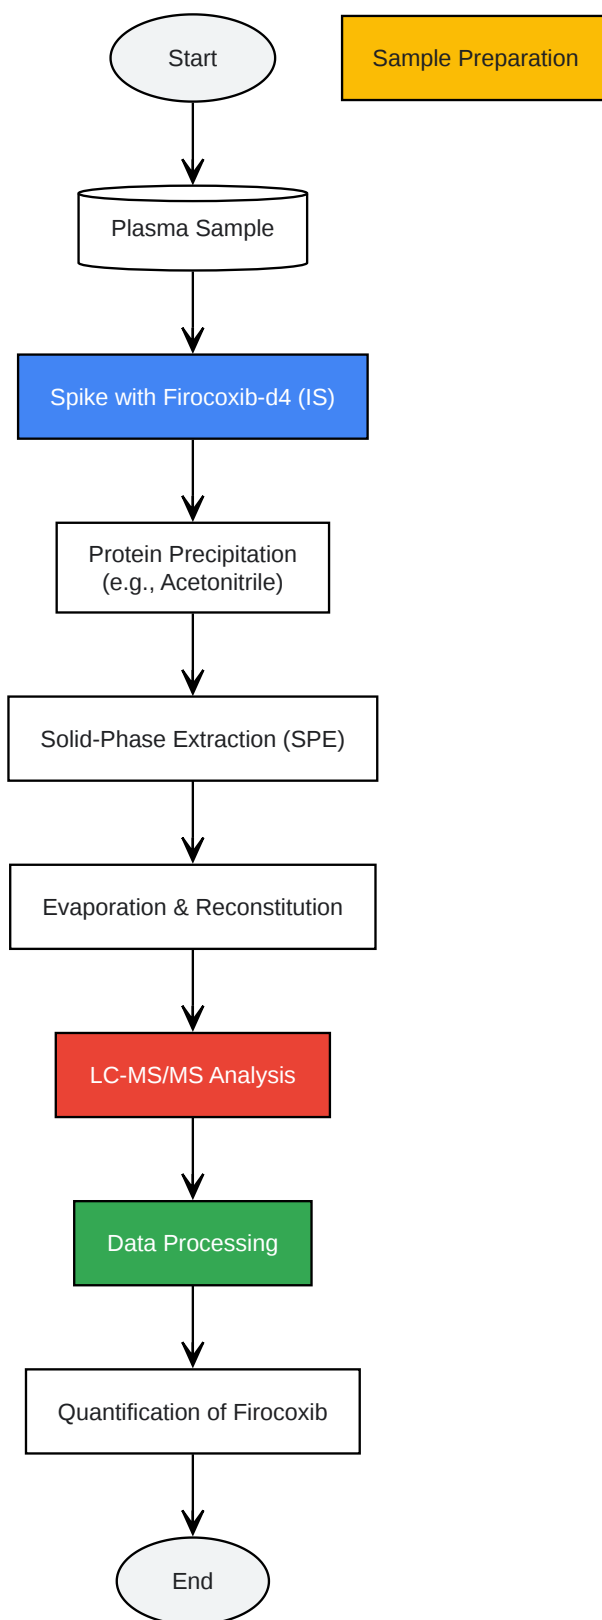 Start
Sample Preparation
Plasma Sample
Spike with Firocoxib-d4 (IS)
Protein Precipitation
(e.g., Acetonitrile)
Solid-Phase Extraction (SPE)
Evaporation & Reconstitution
LC-MS/MS Analysis
Data Processing
Quantification of Firocoxib
End